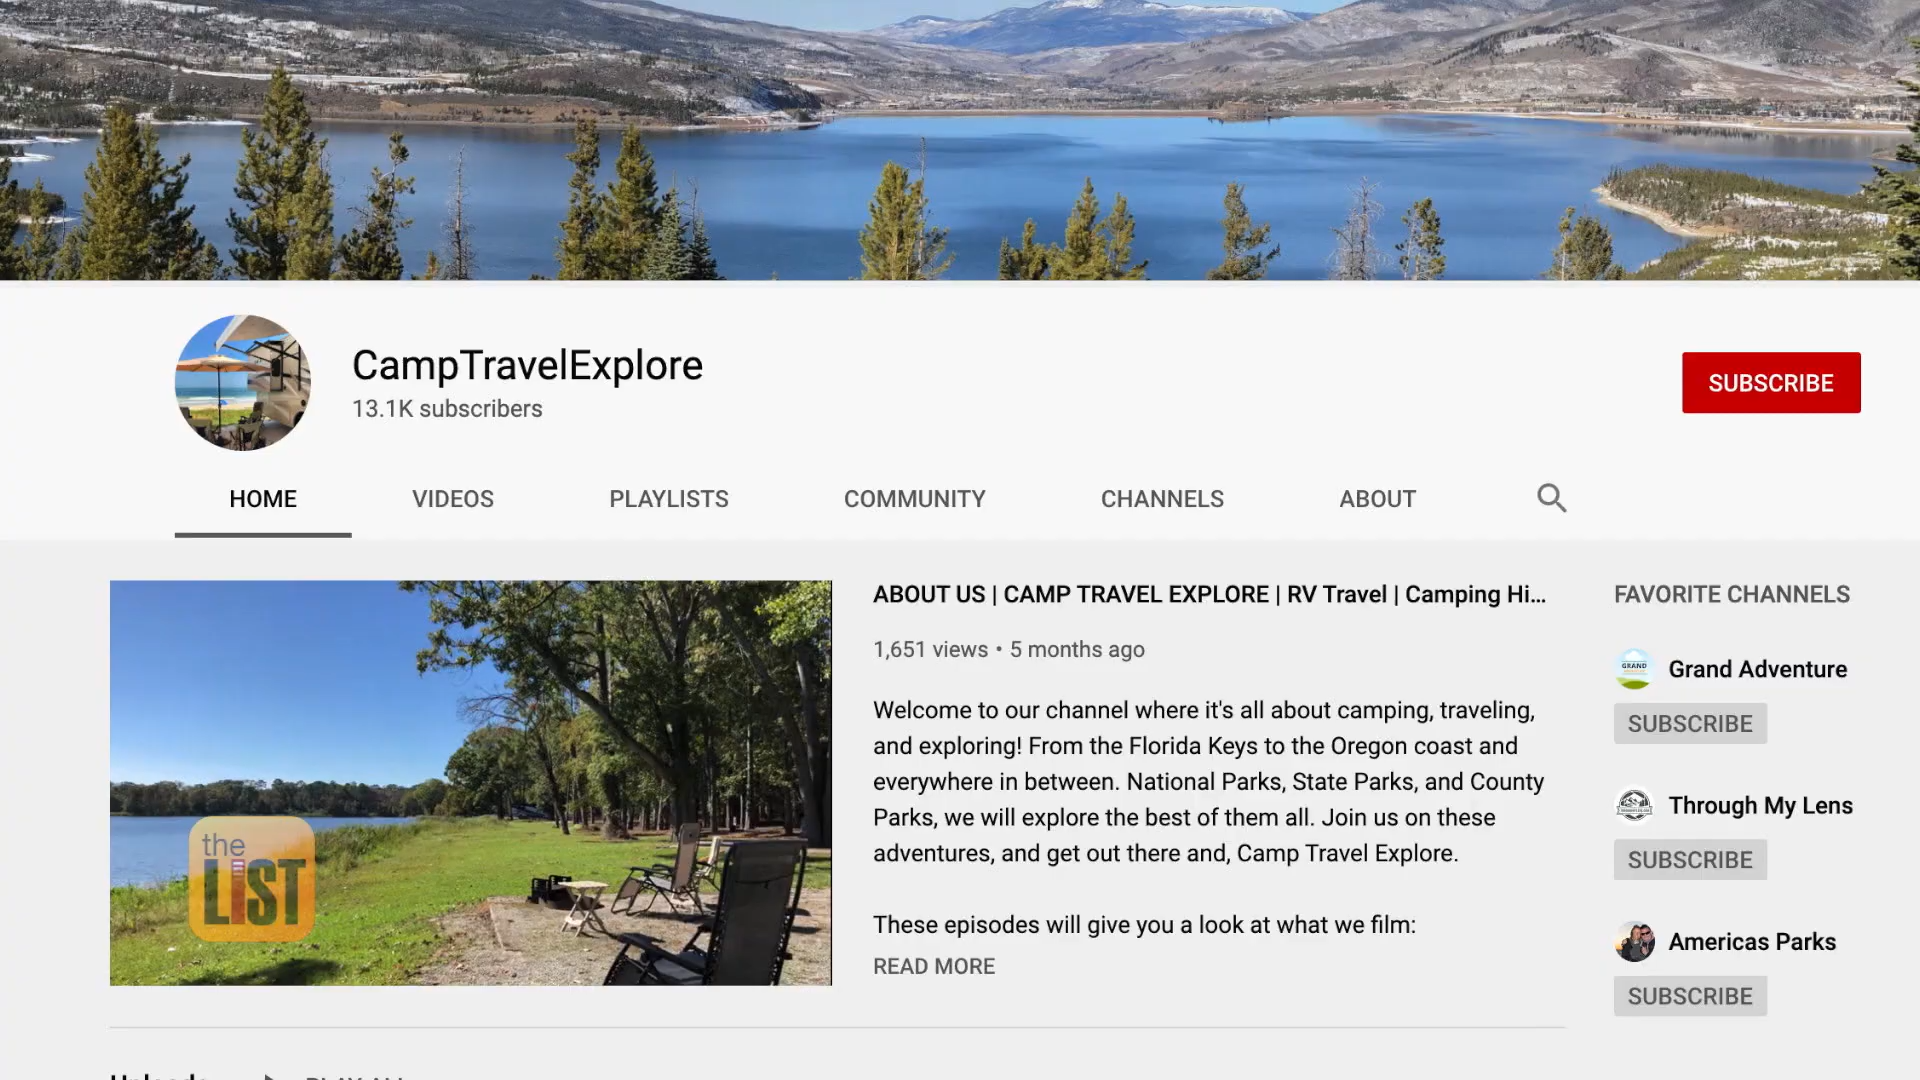 CampTravelExplore
13.1K subscribers
SUBSCRIBE
HOME
VIDEOS
PLAYLISTS
COMMUNITY
CHANNELS
ABOUT
the
LIST
ABOUT US | CAMP TRAVEL EXPLORE | RV Travel | Camping Hi...
1,651 views • 5 months ago
Welcome to our channel where it's all about camping, traveling,
and exploring! From the Florida Keys to the Oregon coast and
everywhere in between. National Parks, State Parks, and County
Parks, we will explore the best of them all. Join us on these
adventures, and get out there and, Camp Travel Explore.
These episodes will give you a look at what we film:
READ MORE
FAVORITE CHANNELS
GRAND
Grand Adventure
SUBSCRIBE
Through My Lens
SUBSCRIBE
Americas Parks
SUBSCRIBE
Uploads
PLAY ALL